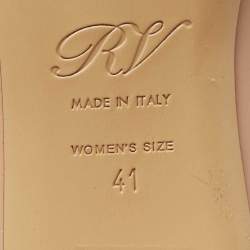 RV
MADE IN ITALY
WOMEN'S SIZE
41